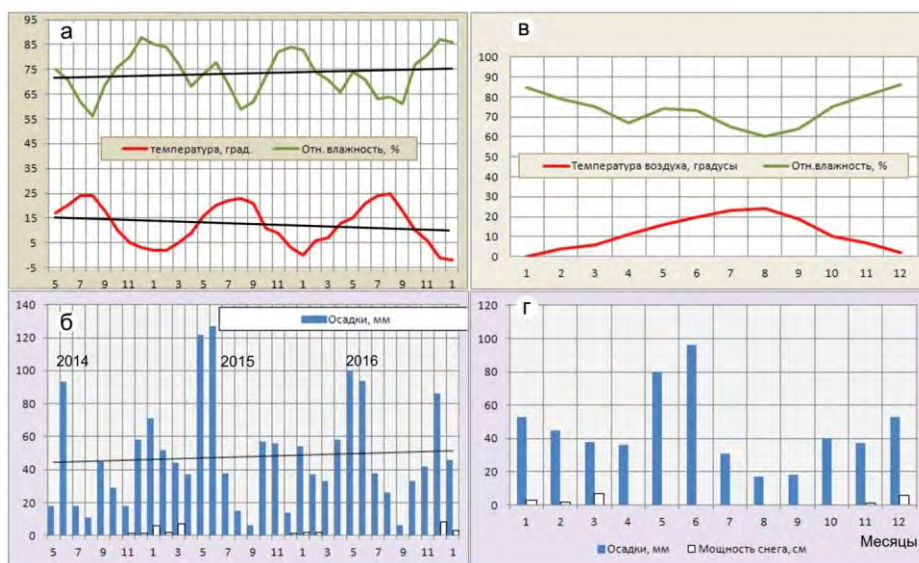 а
95
85
75
65
55
45
35
25
15
5
-5
температура, град.
Отн. влажность, %
5 7 9 11 1 3 5 7 9 11 1 3 5 7 9 11 1
в
100
90
80
70
60
50
40
30
20
10
0
Температура воздуха, градусы
Отн.влажность, %
1 2 3 4 5 6 7 8 9 10 11 12
б
140
120
100
80
60
40
20
0
Осадки, мм
2014 2015 2016
5 7 9 11 1 3 5 7 9 11 1 3 5 7 9 11 1
г
120
100
80
60
40
20
0
1 2 3 4 5 6 7 8 9 10 11 12
Осадки, мм
Мощность снега, см
Месяцы